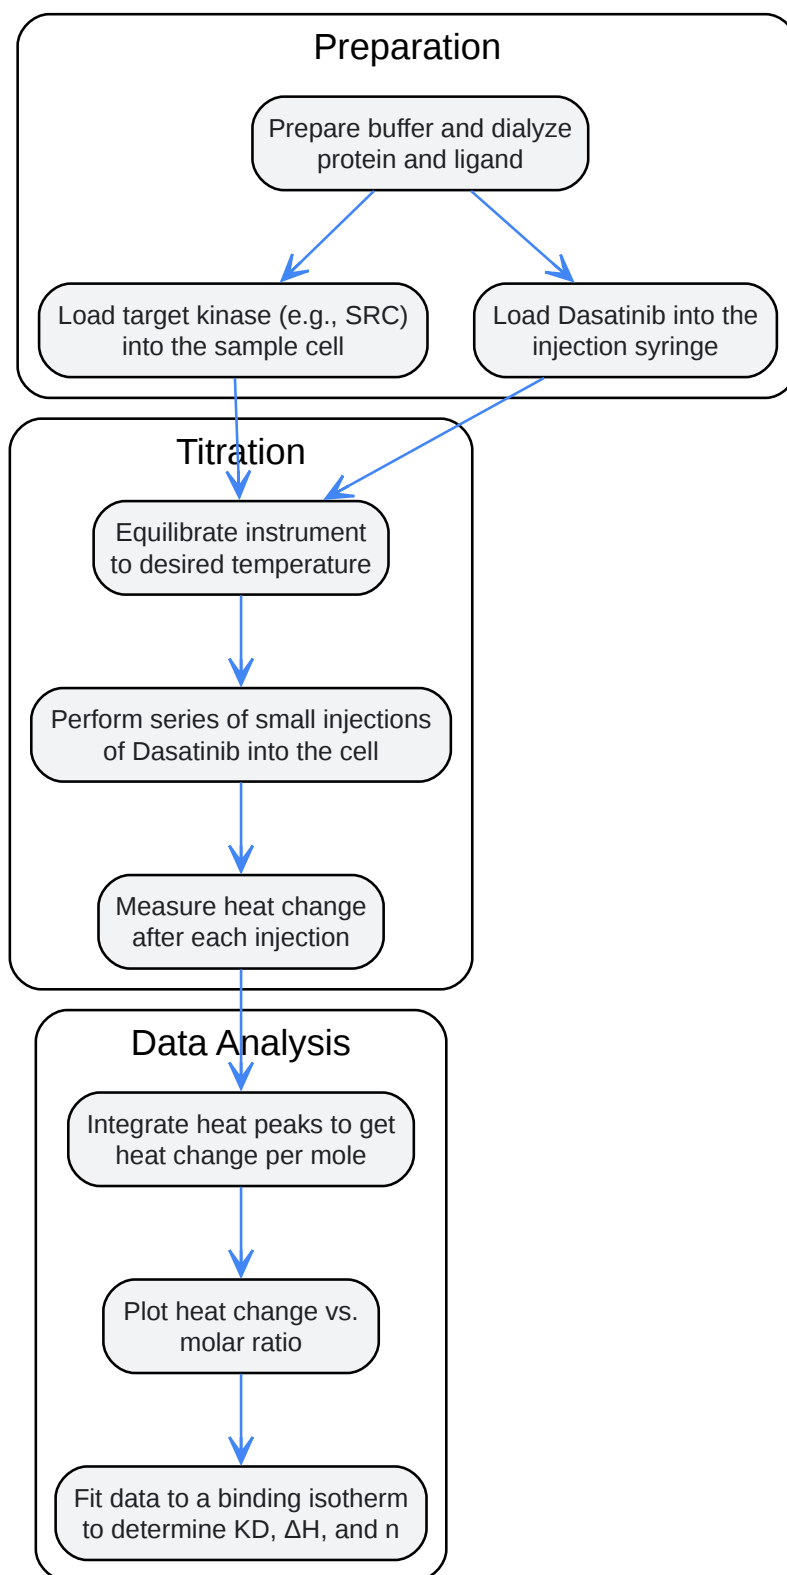 Preparation
Prepare buffer and dialyze
protein and ligand
Load target kinase (e.g., SRC)
into the sample cell
Load Dasatinib into the
injection syringe
Titration
Equilibrate instrument
to desired temperature
Perform series of small injections
of Dasatinib into the cell
Measure heat change
after each injection
Data Analysis
Integrate heat peaks to get
heat change per mole
Plot heat change vs.
molar ratio
Fit data to a binding isotherm
to determine KD, ΔH, and n